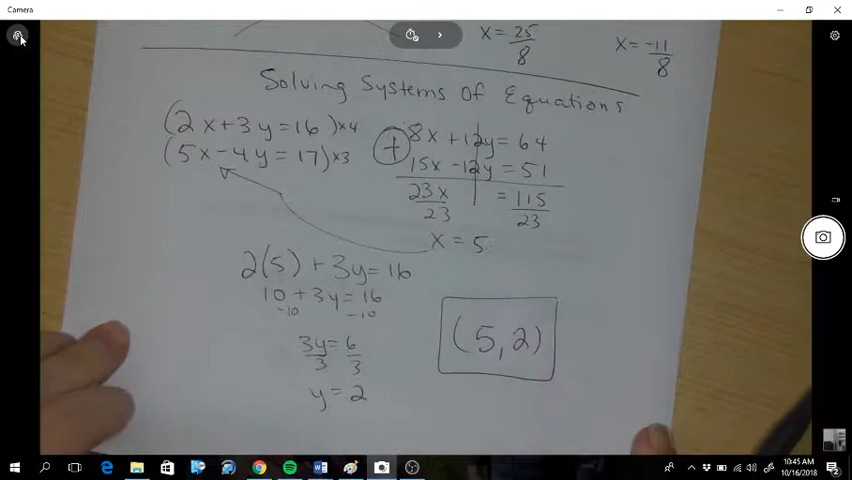 Camera
x = 25/8
x = -11/8
Solving Systems Of Equations
(2x+3y=16)x4
(5x-4y=17)x3
+ 8x +12y= 64
15x -12y = 51
23x/23 = 115/23
x = 5
2(5) + 3y=16
10 +3y= 16
-10 -10
3y/3 = 6/3
y = 2
(5,2)
10:45 AM
10/16/2018